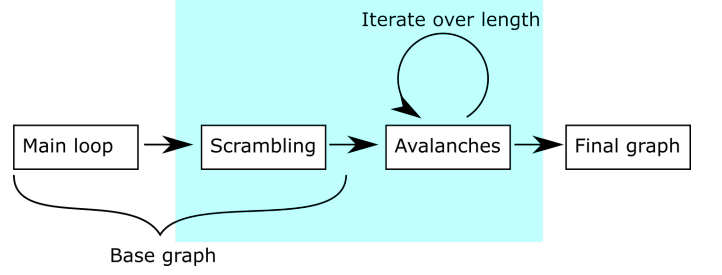 Iterate over length
Main loop
Scrambling
Avalanches
Final graph
Base graph